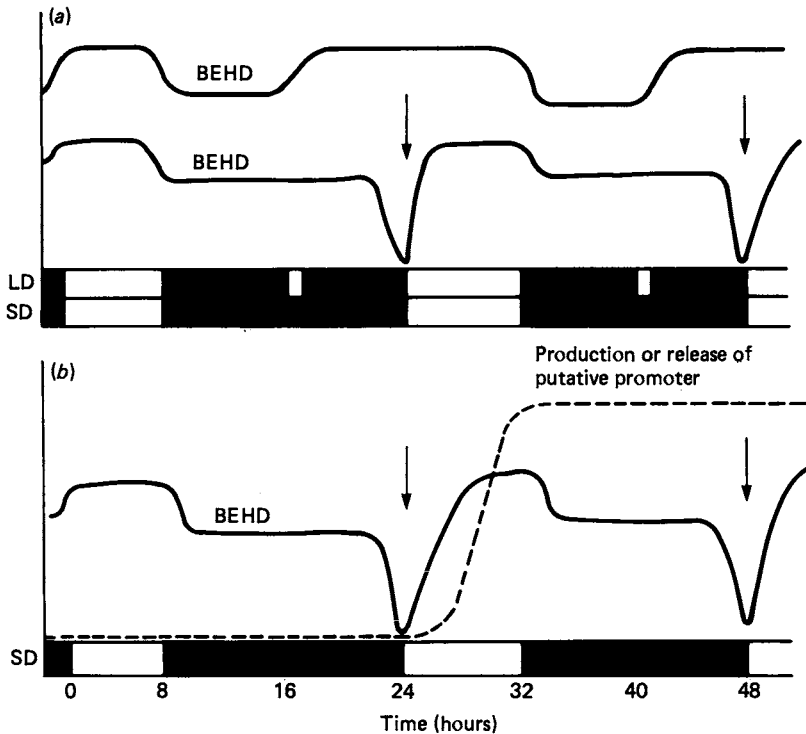 (a)
BEHD
BEHD
LD
SD
(b)
Production or release of
putative promoter
BEHD
SD
0 8 16 24 32 40 48
Time (hours)